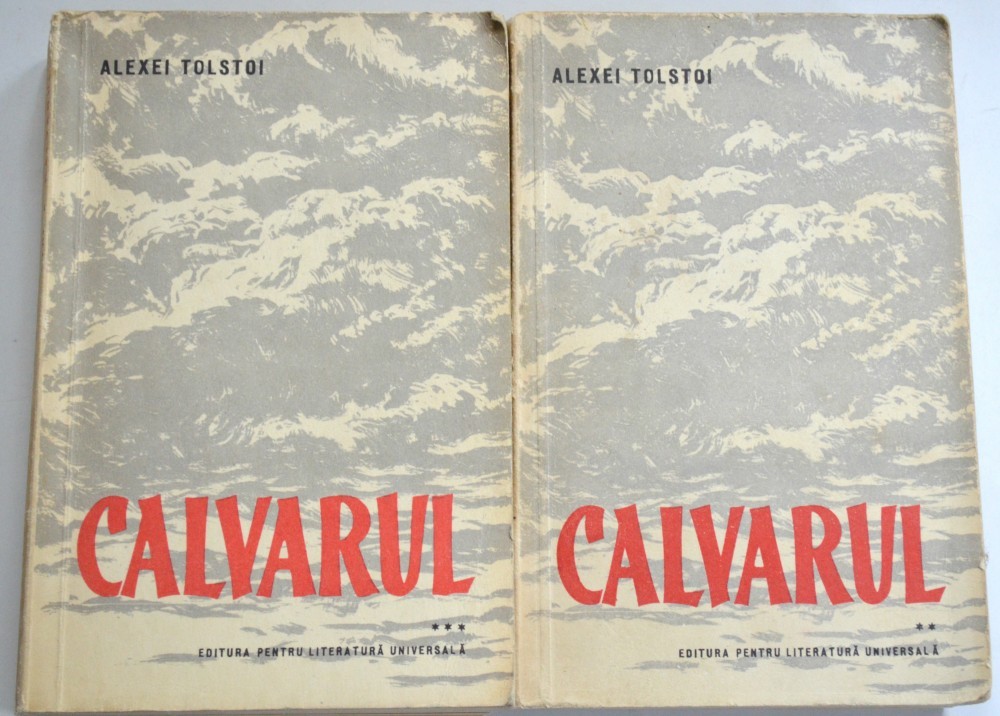 ALEXEI TOLSTOI
CALVARUL
***
EDITURA PENTRU LITERATURĂ UNIVERSALĂ
ALEXEI TOLSTOI
CALVARUL
**
EDITURA PENTRU LITERATURĂ UNIVERSALĂ